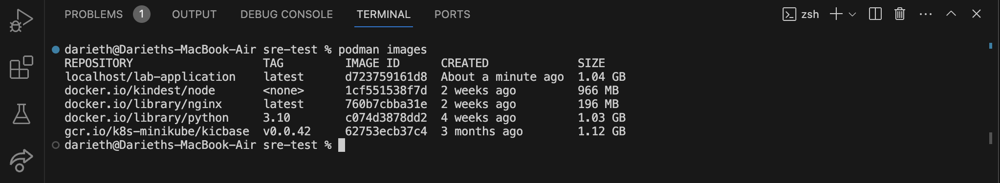 PROBLEMS 1 OUTPUT DEBUG CONSOLE TERMINAL PORTS zsh
darieth@Darieths-MacBook-Air sre-test % podman images
REPOSITORY TAG IMAGE ID CREATED SIZE
localhost/lab-application latest d723759161d8 About a minute ago 1.04 GB
docker.io/kindest/node <none> 1cf551538f7d 2 weeks ago 966 MB
docker.io/library/nginx latest 760b7cbba31e 2 weeks ago 196 MB
docker.io/library/python 3.10 c074d3878dd2 4 weeks ago 1.03 GB
gcr.io/k8s-minikube/kicbase v0.0.42 62753ecb37c4 3 months ago 1.12 GB
darieth@Darieths-MacBook-Air sre-test %